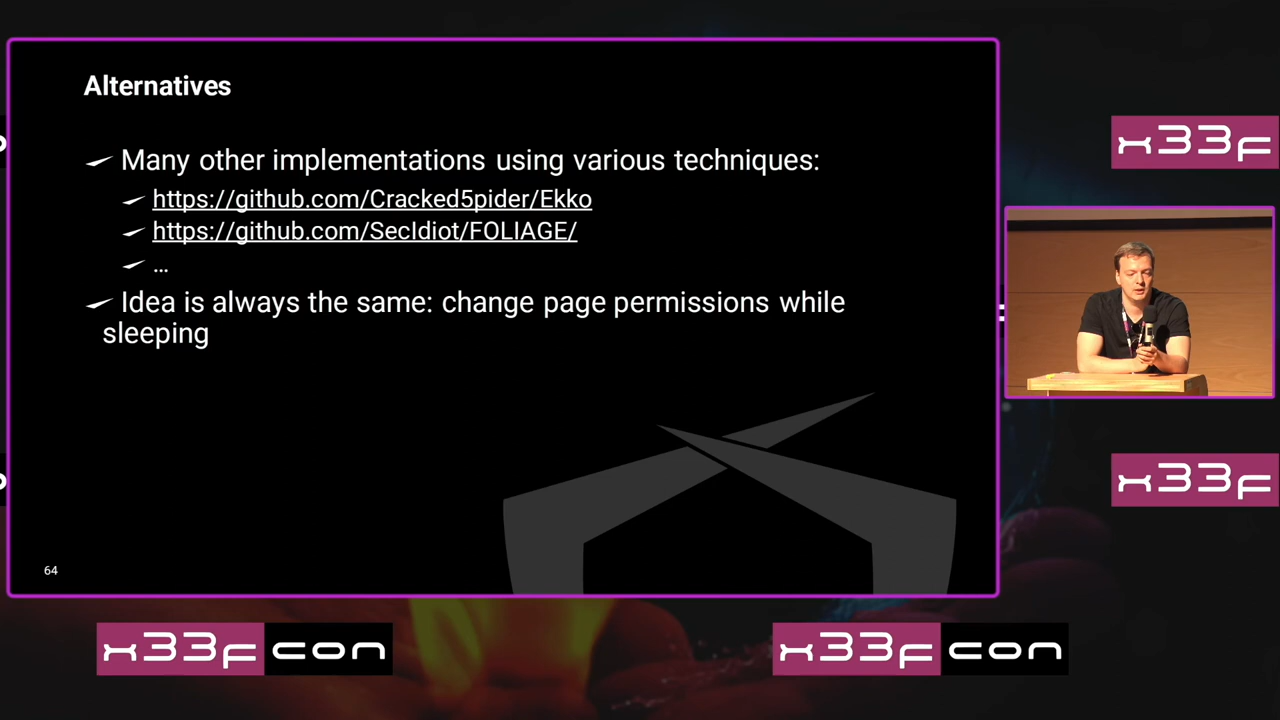 Alternatives
Many other implementations using various techniques:
https://github.com/Cracked5pider/Ekko
https://github.com/SecIdiot/FOLIAGE/
...
Idea is always the same: change page permissions while
sleeping
64
x33f
x33f
x33fcon
x33fcon